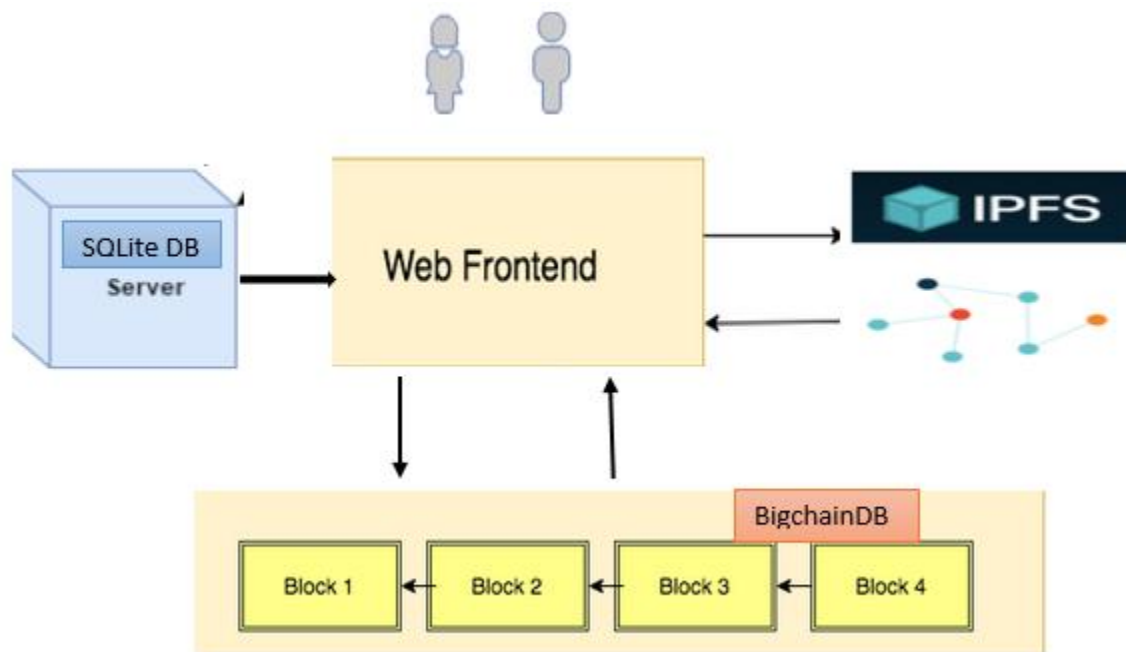 SQLite DB
Server
Web Frontend
IPFS
BigchainDB
Block 1
Block 2
Block 3
Block 4